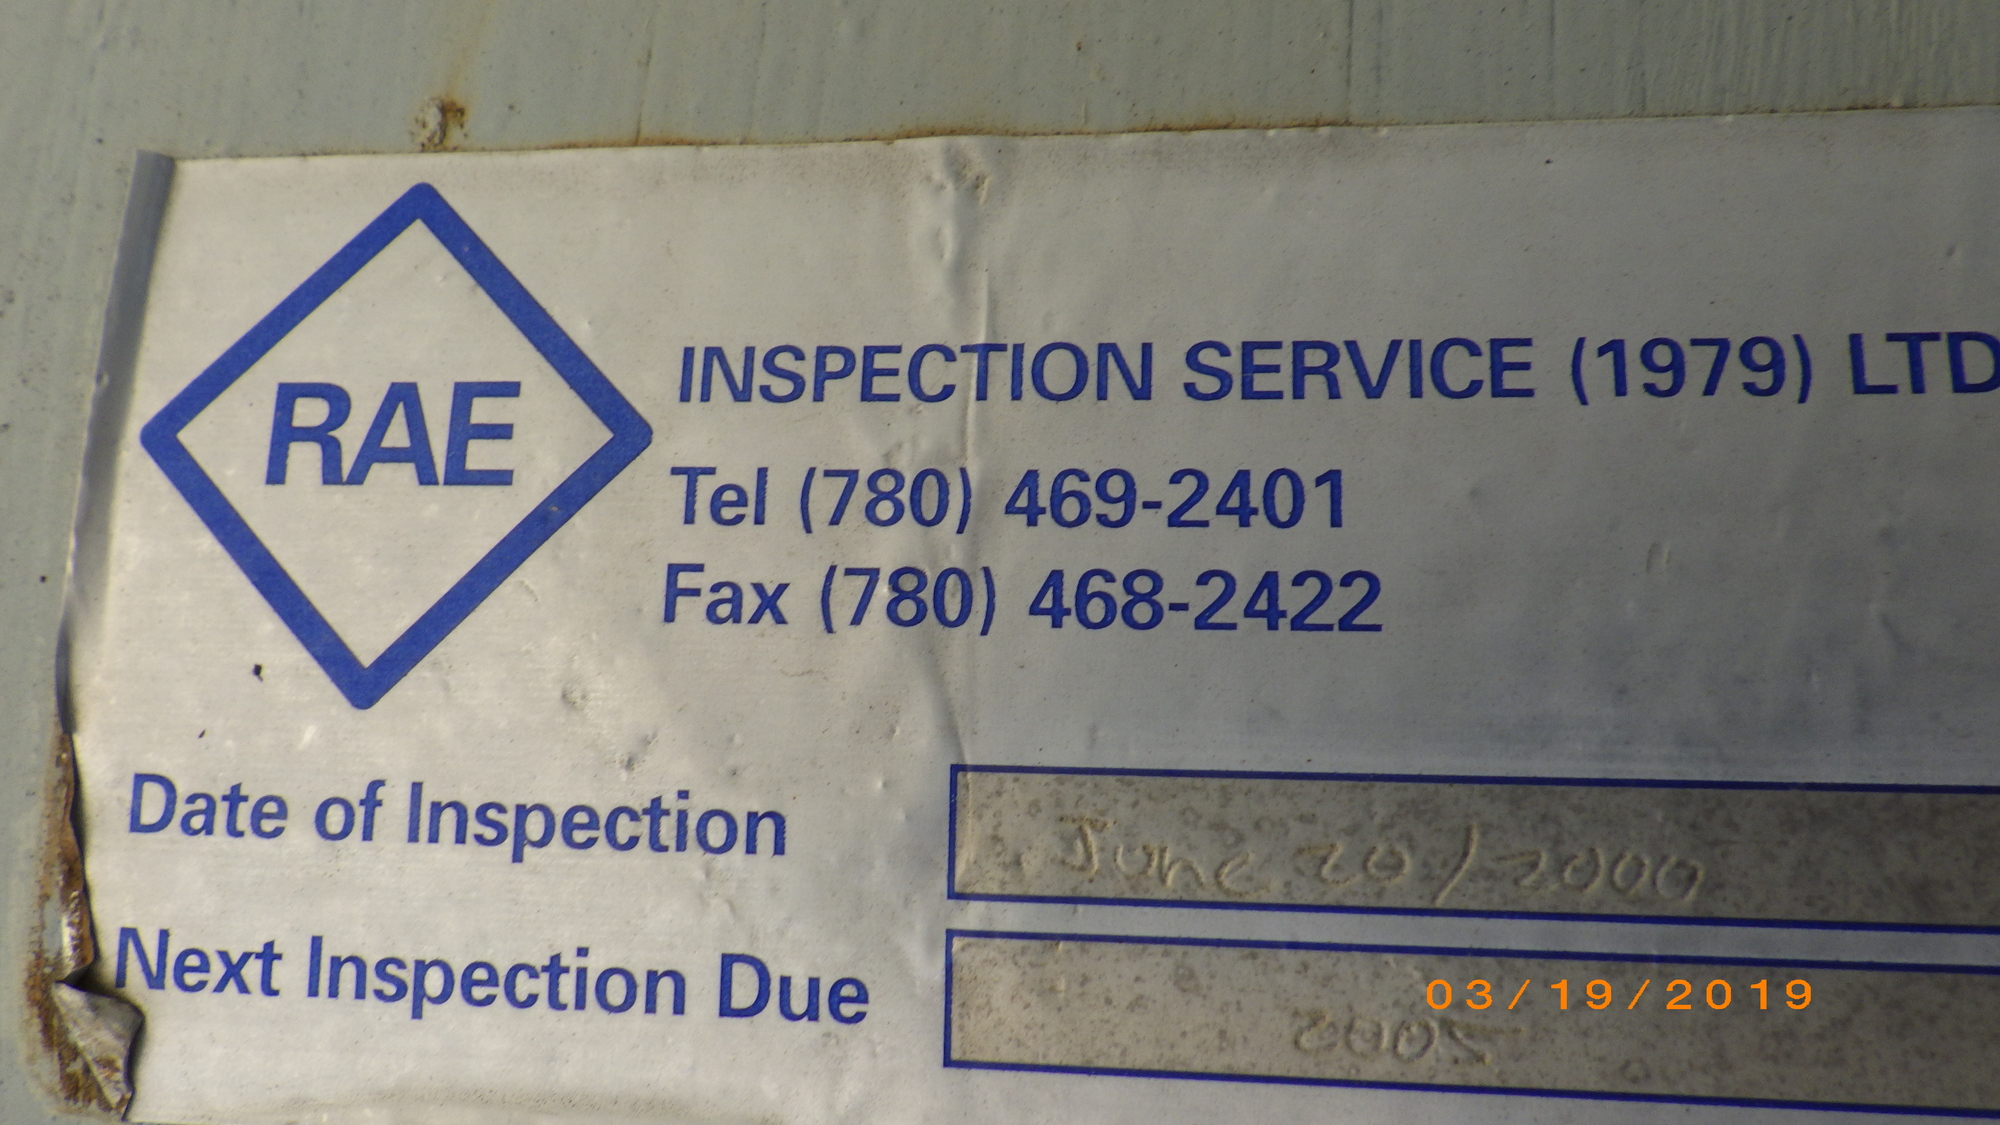 RAE
INSPECTION SERVICE (1979) LTD
Tel (780) 469-2401
Fax (780) 468-2422
Date of Inspection June 20/2000
Next Inspection Due 2005
03/19/2019